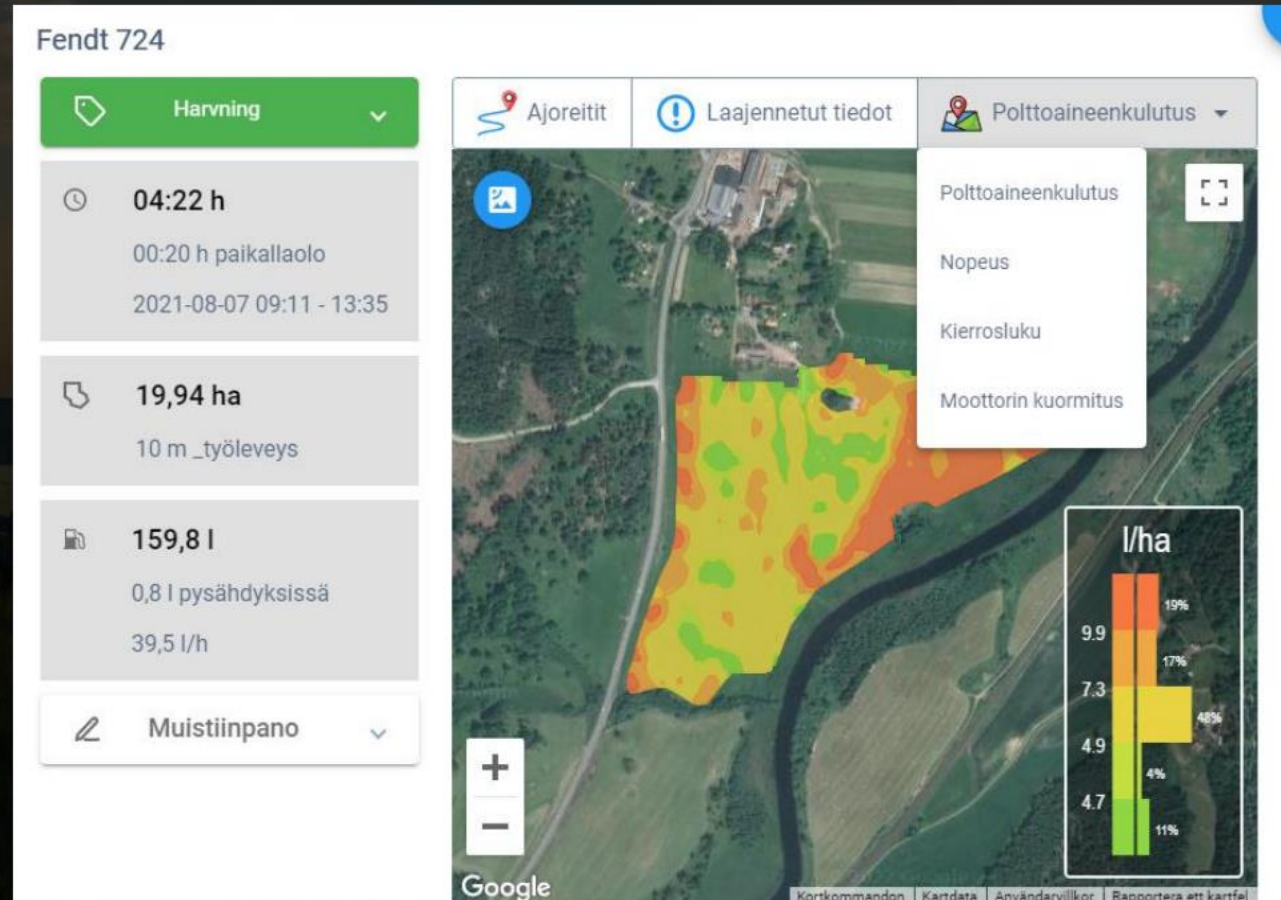 Fendt 724
Harvning
04:22 h
00:20 h paikallaolo
2021-08-07 09:11 - 13:35
19,94 ha
10 m _työleveys
159,8 l
0,8 l pysähdyksissä
39,5 l/h
Muistiinpano
Ajoreitit
Laajennetut tiedot
Polttoaineenkulutus
Polttoaineenkulutus
Nopeus
Kierrosluku
Moottorin kuormitus
l/ha
19%
9.9
17%
7.3
48%
4.9
4%
4.7
11%
+
−
Google
Kortkommandon Kartdata Användarvillkor Rapportera ett kartfel